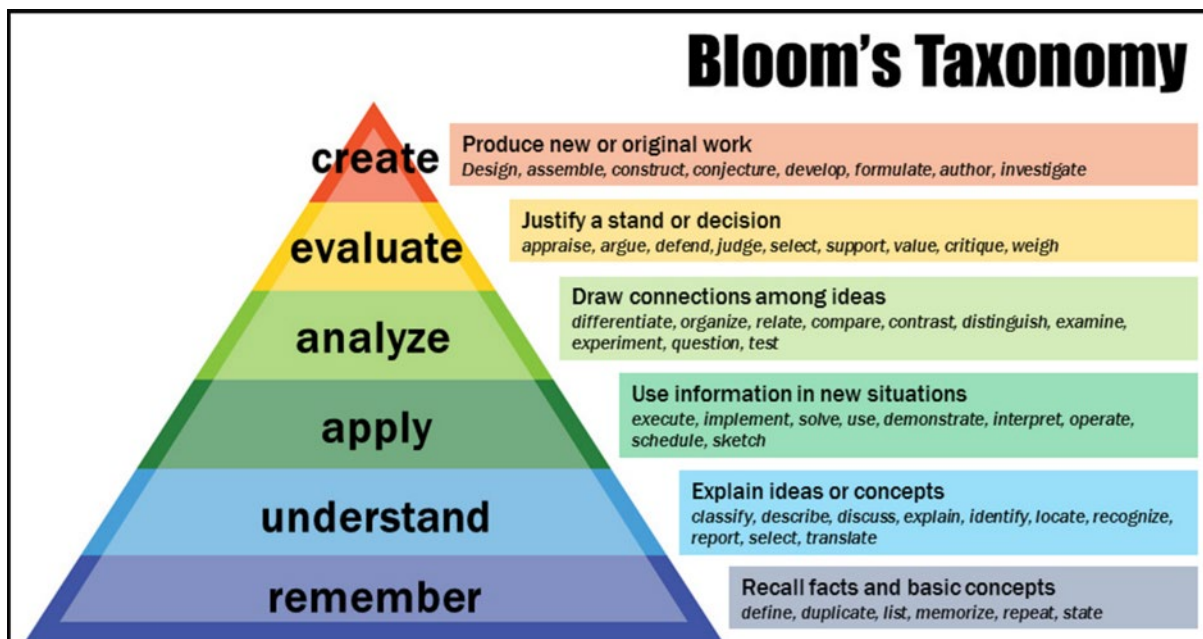 Bloom's Taxonomy
create
Produce new or original work
Design, assemble, construct, conjecture, develop, formulate, author, investigate
evaluate
Justify a stand or decision
appraise, argue, defend, judge, select, support, value, critique, weigh
analyze
Draw connections among ideas
differentiate, organize, relate, compare, contrast, distinguish, examine,
experiment, question, test
apply
Use information in new situations
execute, implement, solve, use, demonstrate, interpret, operate,
schedule, sketch
understand
Explain ideas or concepts
classify, describe, discuss, explain, identify, locate, recognize,
report, select, translate
remember
Recall facts and basic concepts
define, duplicate, list, memorize, repeat, state